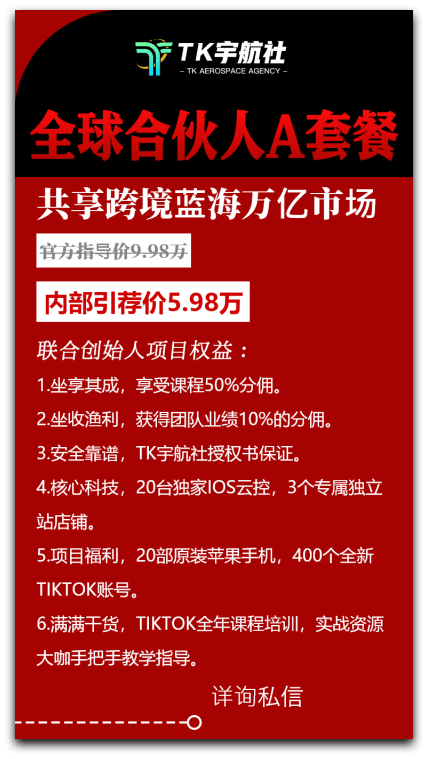 TK宇航社
– TK AEROSPACE AGENCY –
全球合伙人A套餐
共享跨境蓝海万亿市场
官方指导价9.98万
内部引荐价5.98万
联合创始人项目权益：
1.坐享其成，享受课程50%分佣。
2.坐收渔利，获得团队业绩10%的分佣。
3.安全靠谱，TK宇航社授权书保证。
4.核心科技，20台独家IOS云控，3个专属独立
站店铺。
5.项目福利，20部原装苹果手机，400个全新
TIKTOK账号。
6.满满干货，TIKTOK全年课程培训，实战资源
大咖手把手教学指导。
详询私信